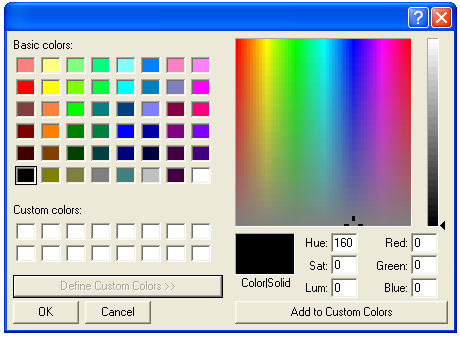 Basic colors:
Custom colors:
Define Custom Colors >>
OK Cancel
Color|Solid
Hue: 160 Red: 0
Sat: 0 Green: 0
Lum: 0 Blue: 0
Add to Custom Colors